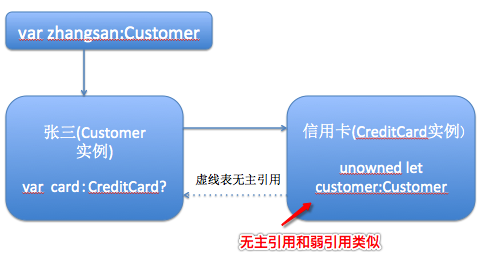 var zhangsan:Customer
张三(Customer
实例)
var card:CreditCard?
信用卡(CreditCard实例)
unowned let
customer:Customer
虚线表无主引用
无主引用和弱引用类似